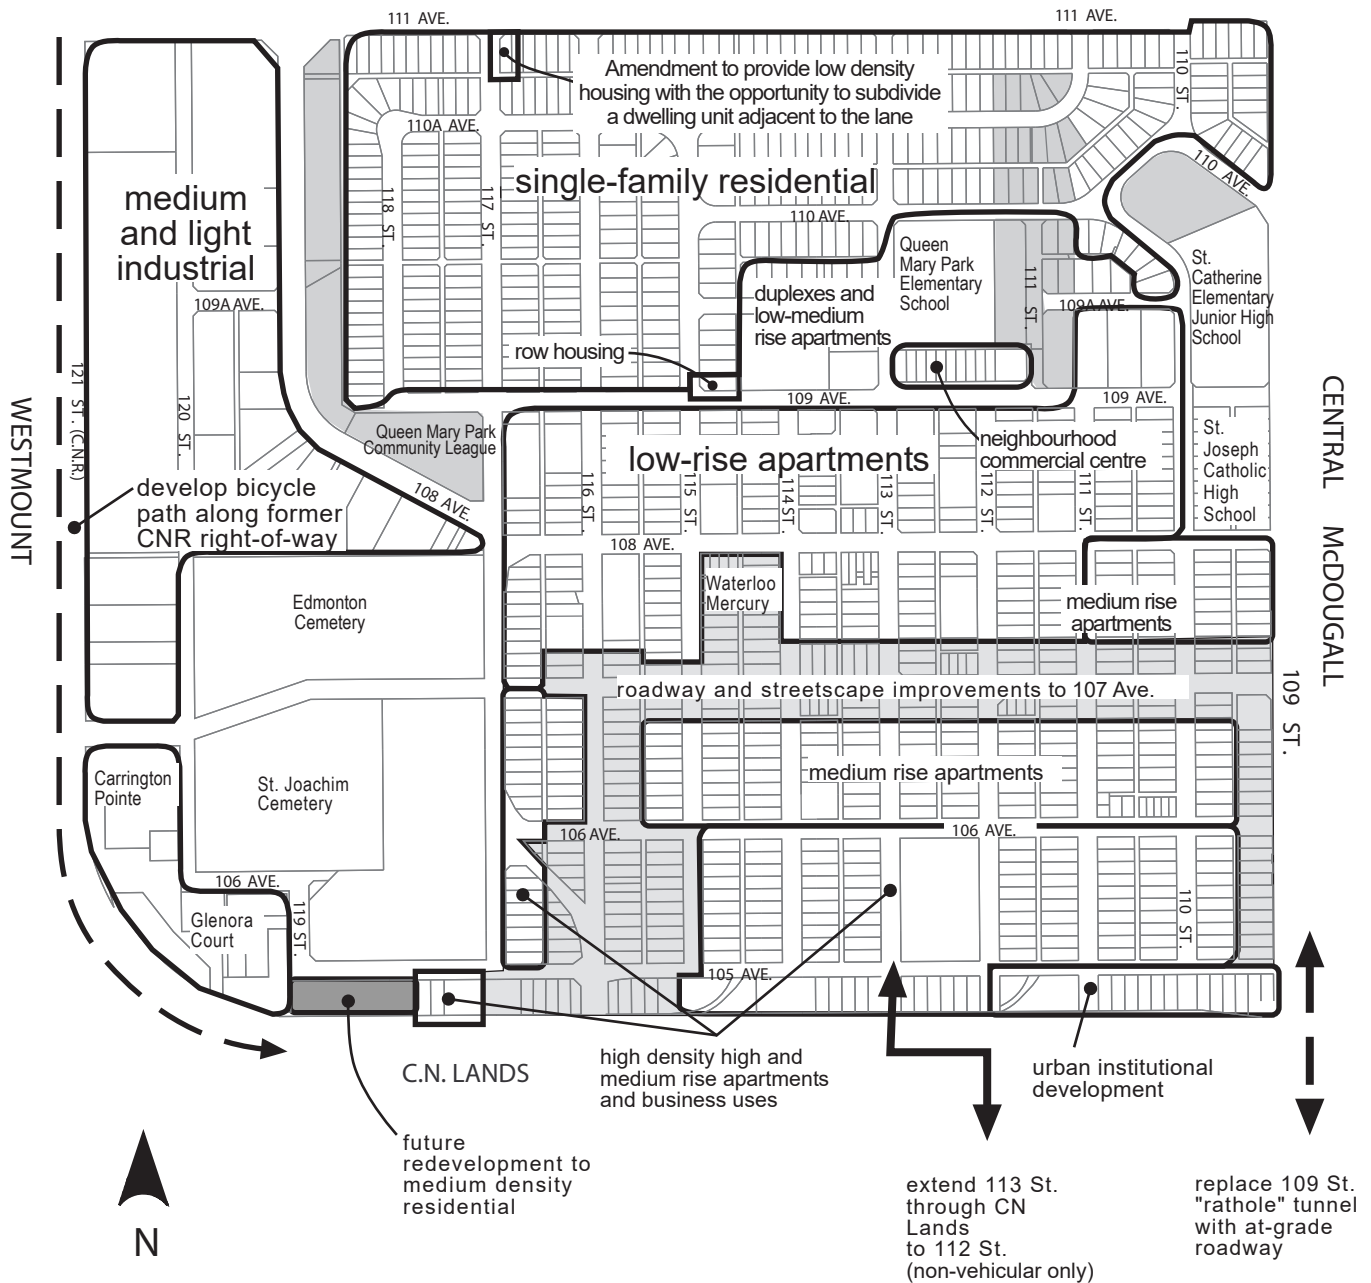 111 AVE.
111 AVE.
Amendment to provide low density
housing with the opportunity to subdivide
a dwelling unit adjacent to the lane
110 ST.
110A AVE.
110 AVE.
single-family residential
medium
and light
industrial
118 ST.
117 ST.
110 AVE.
Queen
Mary Park
Elementary
School
St.
Catherine
Elementary
Junior High
School
111 ST.
109A AVE.
109A AVE.
duplexes and
low-medium
rise apartments
row housing
121 ST. (C.N.R.)
120 ST.
109 AVE.
109 AVE.
WESTMOUNT
CENTRAL McDOUGALL
Queen Mary Park
Community League
low-rise apartments
neighbourhood
commercial centre
St.
Joseph
Catholic
High
School
develop bicycle
path along former
CNR right-of-way
108 AVE.
116 ST.
115 ST.
114 ST.
113 ST.
112 ST.
111 ST.
108 AVE.
Waterloo
Mercury
Edmonton
Cemetery
medium rise
apartments
roadway and streetscape improvements to 107 Ave.
109 ST.
Carrington
Pointe
St. Joachim
Cemetery
medium rise apartments
106 AVE.
106 AVE.
106 AVE.
119 ST.
Glenora
Court
110 ST.
105 AVE.
C.N. LANDS
high density high and
medium rise apartments
and business uses
urban institutional
development
future
redevelopment to
medium density
residential
extend 113 St.
through CN
Lands
to 112 St.
(non-vehicular only)
replace 109 St.
"rathole" tunnel
with at-grade
roadway
N